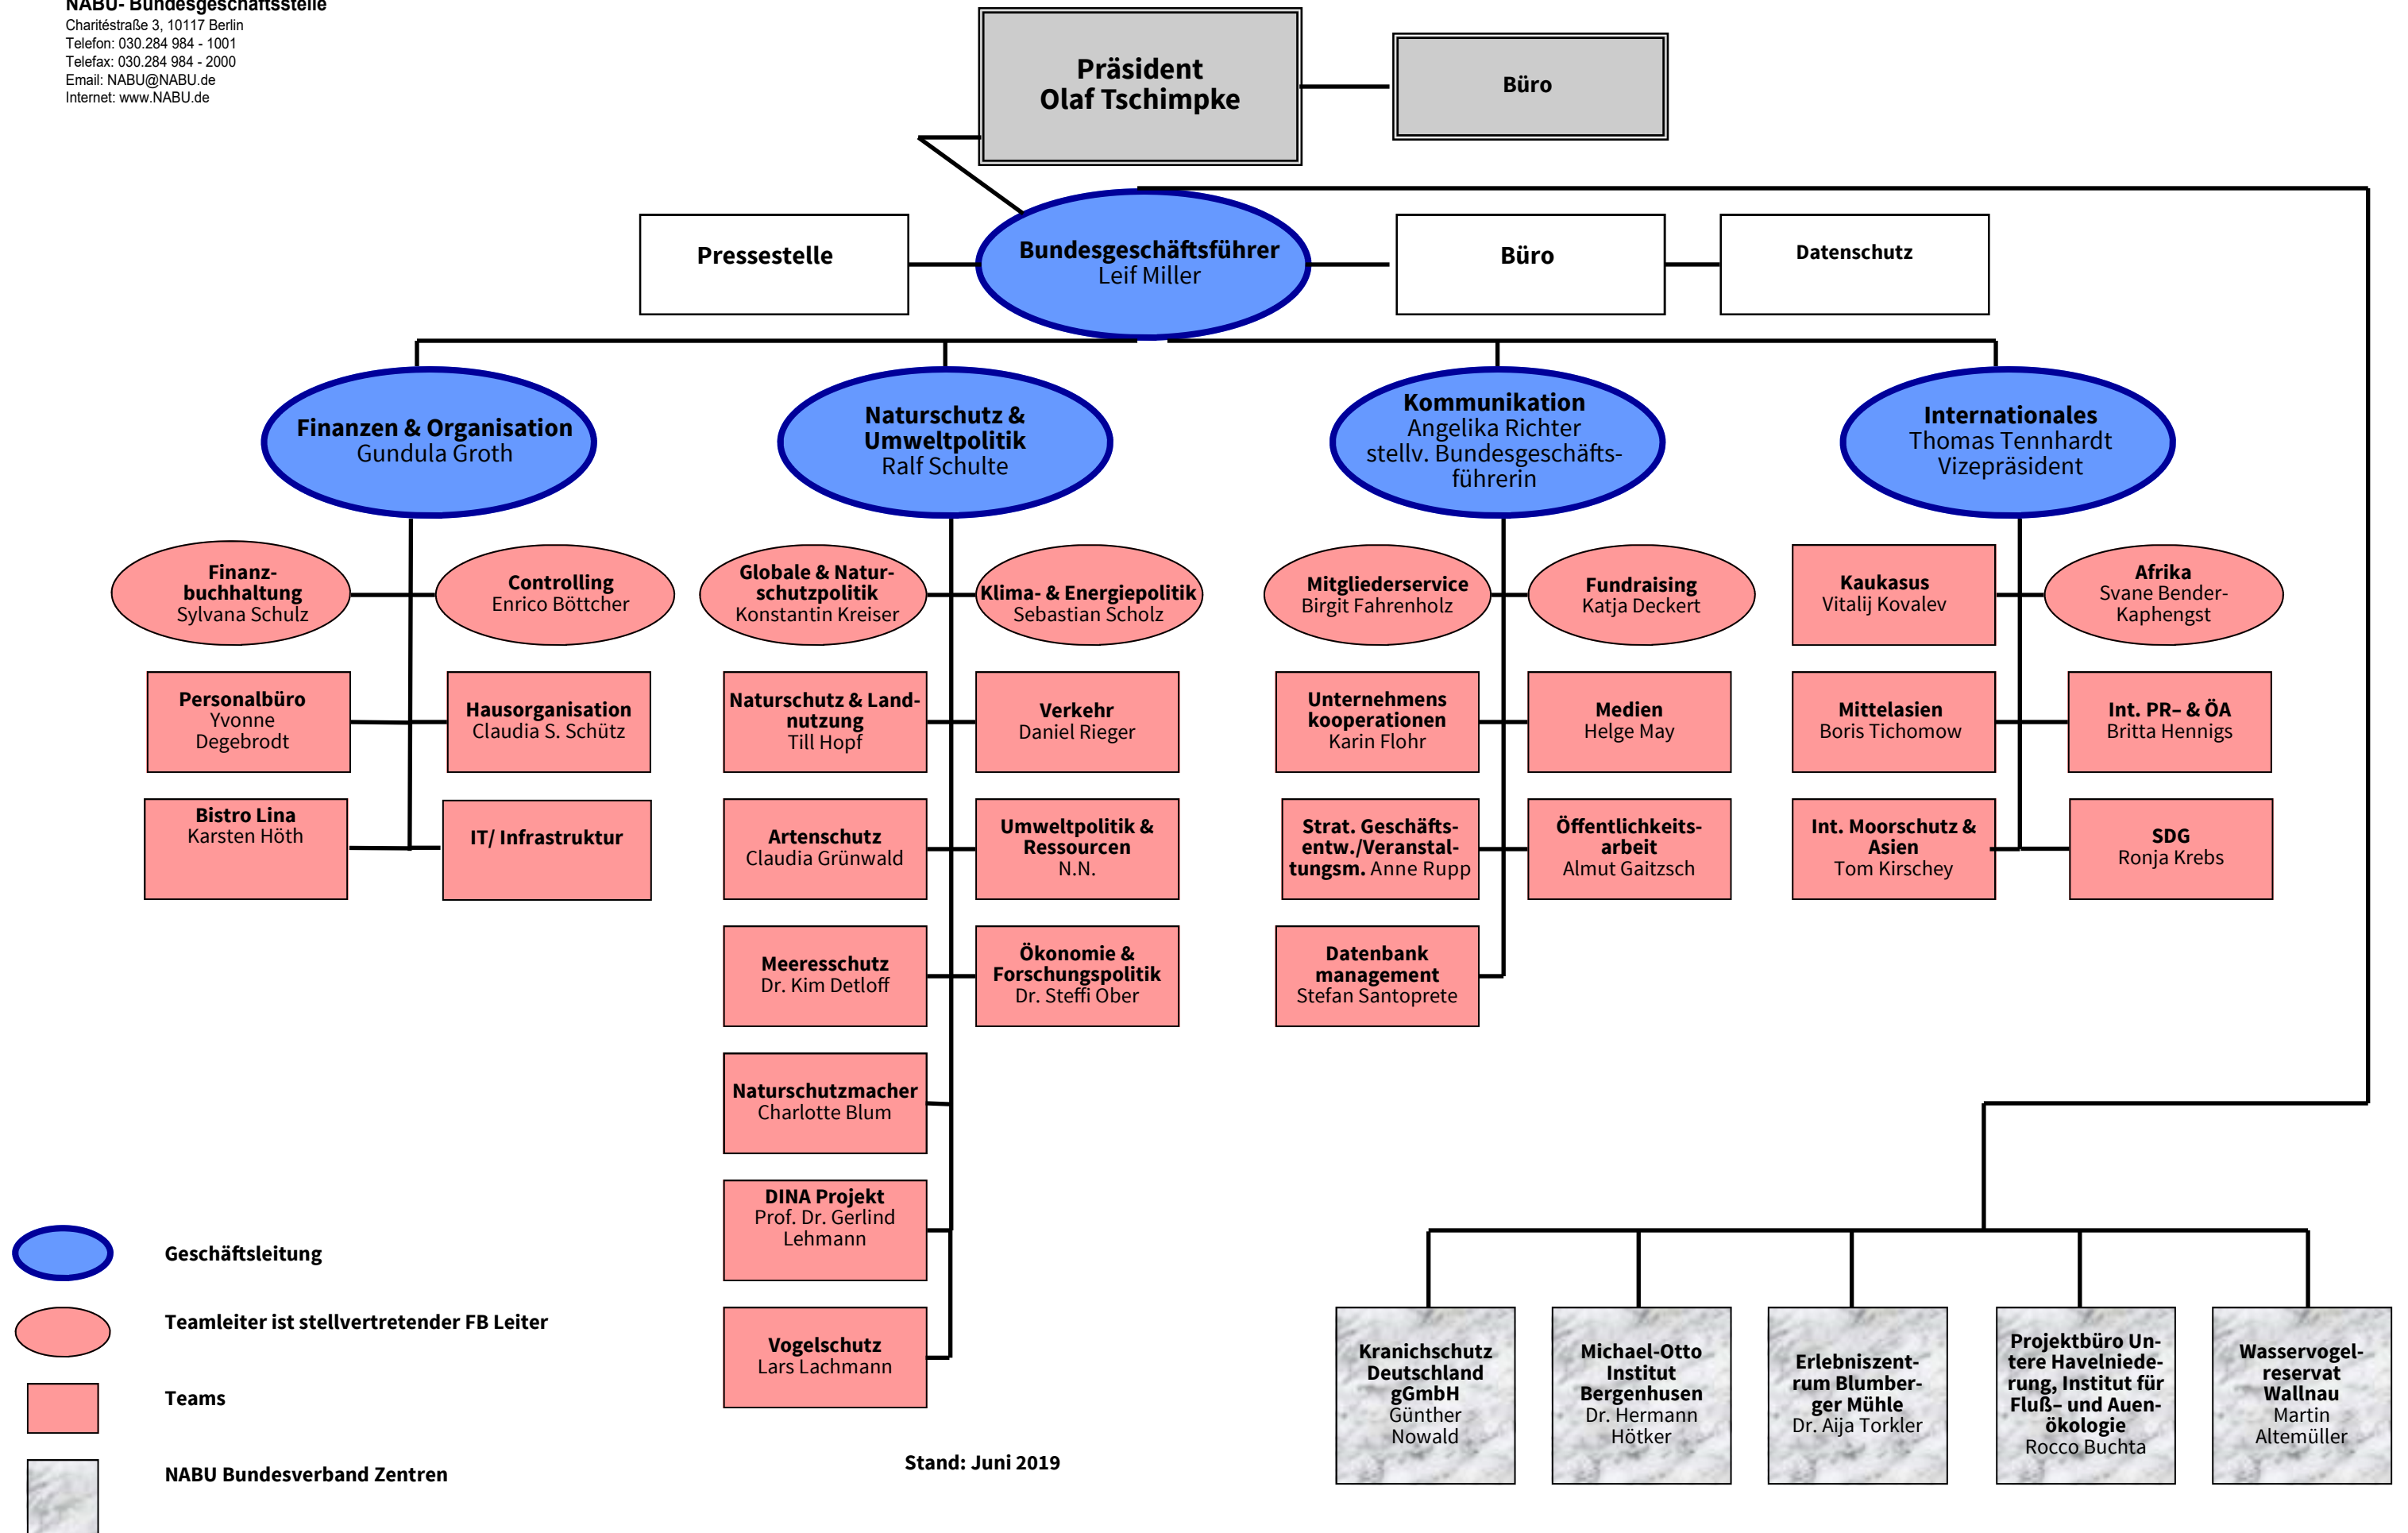 NABU- Bundesgeschäftsstelle
Charitéstraße 3, 10117 Berlin
Telefon: 030.284 984 - 1001
Telefax: 030.284 984 - 2000
Email: NABU@NABU.de
Internet: www.NABU.de
Präsident
Olaf Tschimpke
Büro
Pressestelle
Bundesgeschäftsführer
Leif Miller
Büro
Datenschutz
Finanzen & Organisation
Gundula Groth
Naturschutz &
Umweltpolitik
Ralf Schulte
Kommunikation
Angelika Richter
stellv. Bundesgeschäfts-
führerin
Internationales
Thomas Tennhardt
Vizepräsident
Finanz-
buchhaltung
Sylvana Schulz
Controlling
Enrico Böttcher
Personalbüro
Yvonne
Degebrodt
Hausorganisation
Claudia S. Schütz
Bistro Lina
Karsten Höth
IT/ Infrastruktur
Globale & Natur-
schutzpolitik
Konstantin Kreiser
Klima- & Energiepolitik
Sebastian Scholz
Naturschutz & Land-
nutzung
Till Hopf
Verkehr
Daniel Rieger
Artenschutz
Claudia Grünwald
Umweltpolitik &
Ressourcen
N.N.
Meeresschutz
Dr. Kim Detloff
Ökonomie &
Forschungspolitik
Dr. Steffi Ober
Naturschutzmacher
Charlotte Blum
DINA Projekt
Prof. Dr. Gerlind
Lehmann
Vogelschutz
Lars Lachmann
Mitgliederservice
Birgit Fahrenholz
Fundraising
Katja Deckert
Unternehmens
kooperationen
Karin Flohr
Medien
Helge May
Strat. Geschäfts-
entw./Veranstal-
tungsm. Anne Rupp
Öffentlichkeits-
arbeit
Almut Gaitzsch
Datenbank
management
Stefan Santoprete
Kaukasus
Vitalij Kovalev
Afrika
Svane Bender-
Kaphengst
Mittelasien
Boris Tichomow
Int. PR– & ÖA
Britta Hennigs
Int. Moorschutz &
Asien
Tom Kirschey
SDG
Ronja Krebs
Kranichschutz
Deutschland
gGmbH
Günther
Nowald
Michael-Otto
Institut
Bergenhusen
Dr. Hermann
Hötker
Erlebniszent-
rum Blumber-
ger Mühle
Dr. Aija Torkler
Projektbüro Un-
tere Havelniede-
rung, Institut für
Fluß– und Auen-
ökologie
Rocco Buchta
Wasservogel-
reservat
Wallnau
Martin
Altemüller
Geschäftsleitung
Teamleiter ist stellvertretender FB Leiter
Teams
NABU Bundesverband Zentren
Stand: Juni 2019